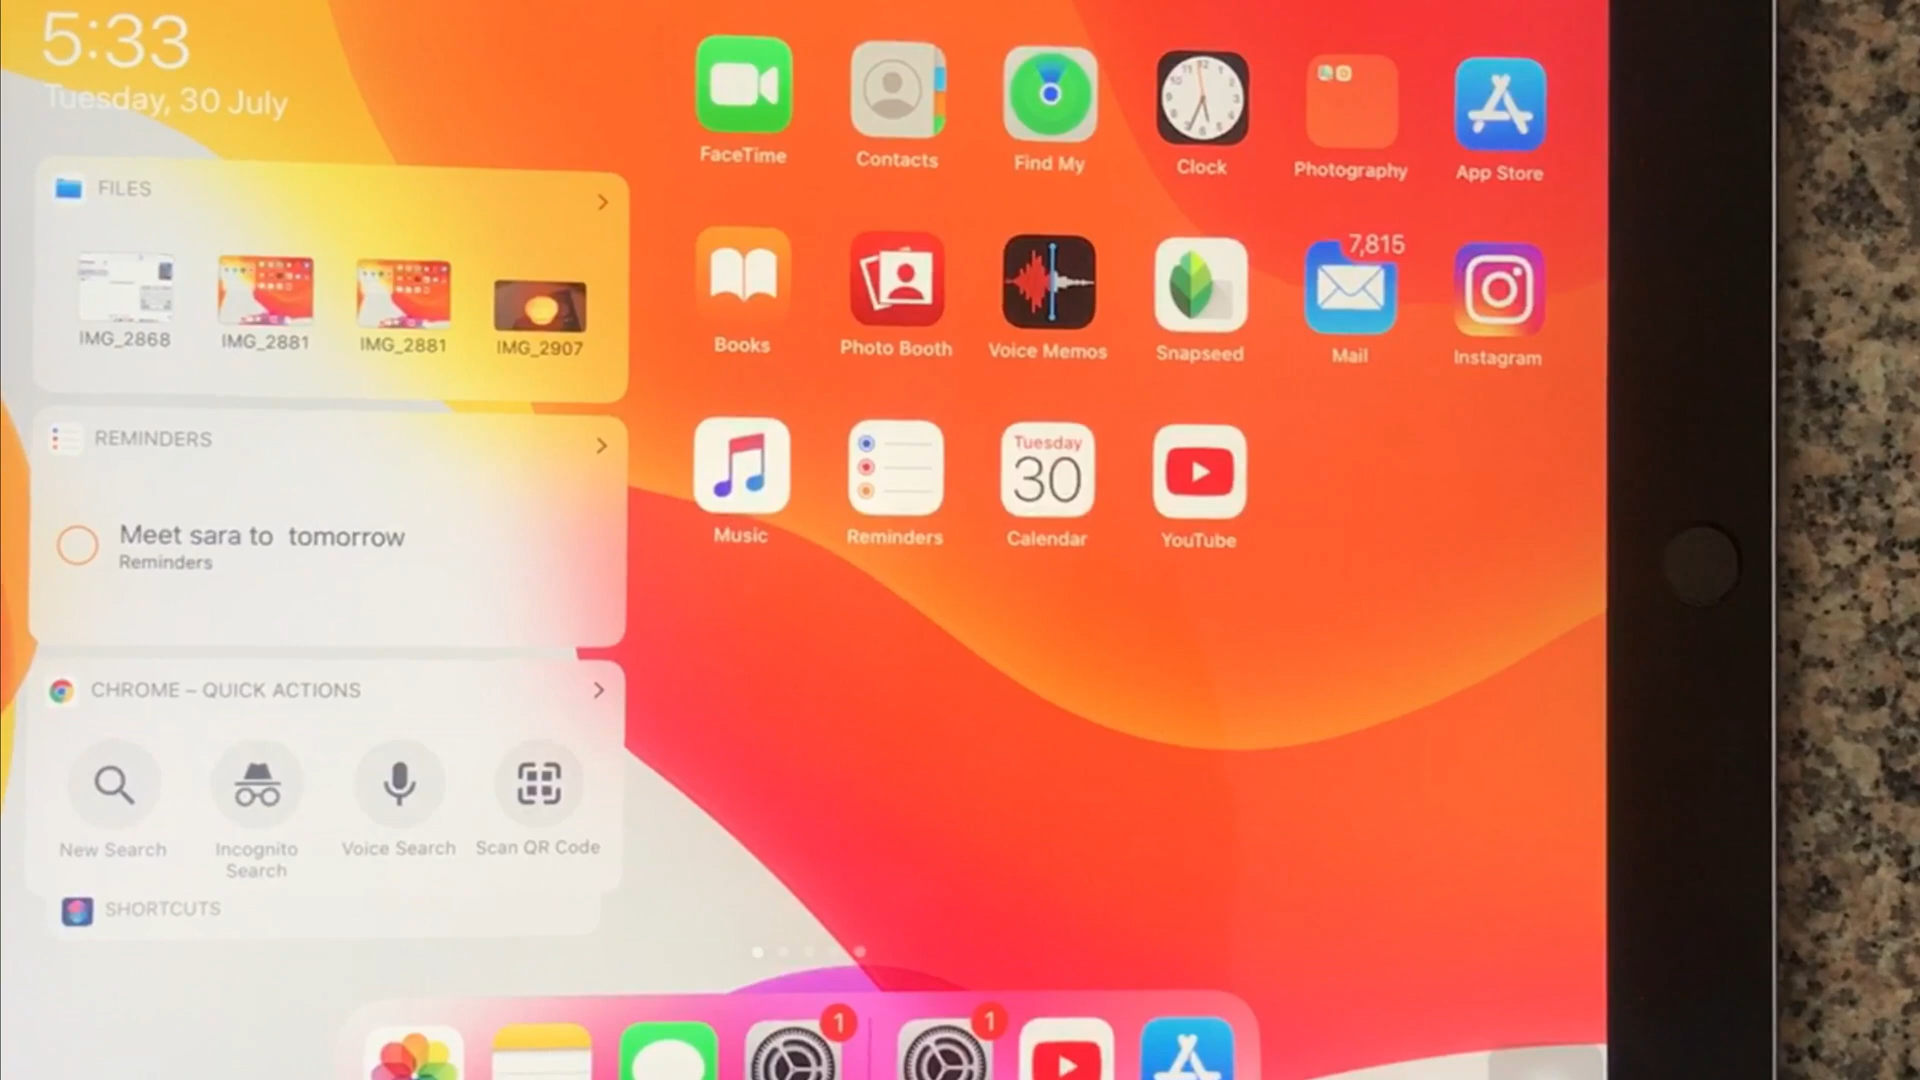 5:33
Tuesday, 30 July
FILES
IMG_2868
IMG_2881
IMG_2881
IMG_2907
REMINDERS
Meet sara to  tomorrow
Reminders
CHROME – QUICK ACTIONS
New Search
Incognito
Search
Voice Search
Scan QR Code
SHORTCUTS
FaceTime
Contacts
Find My
Clock
Photography
App Store
7,815
Books
Photo Booth
Voice Memos
Snapseed
Mail
Instagram
Tuesday
30
Music
Reminders
Calendar
YouTube
1
1